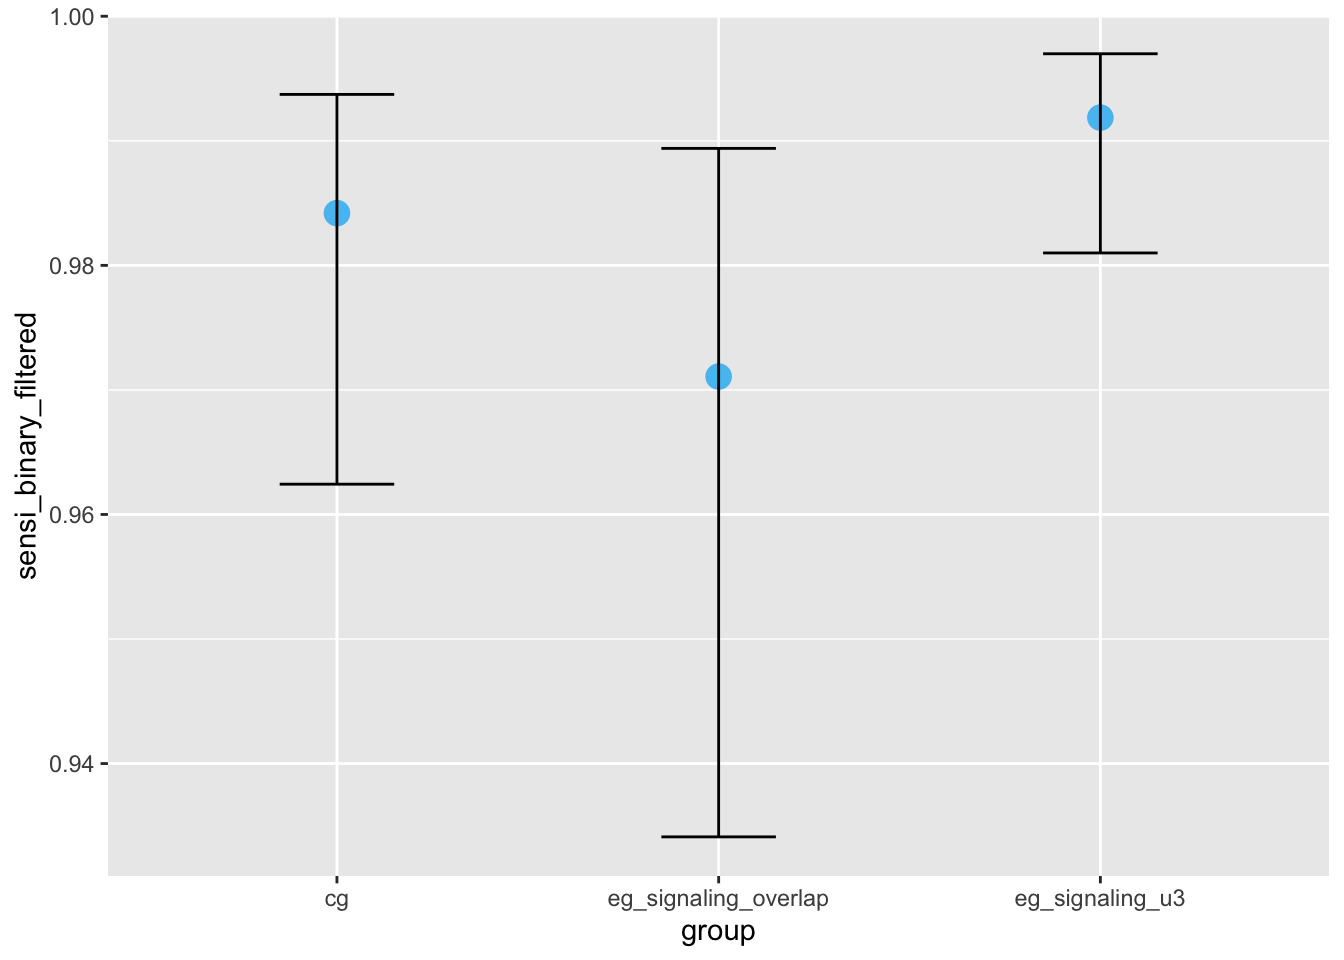 sensi_binary_filtered
1.00
0.98
0.96
0.94
cg
eg_signaling_overlap
eg_signaling_u3
group